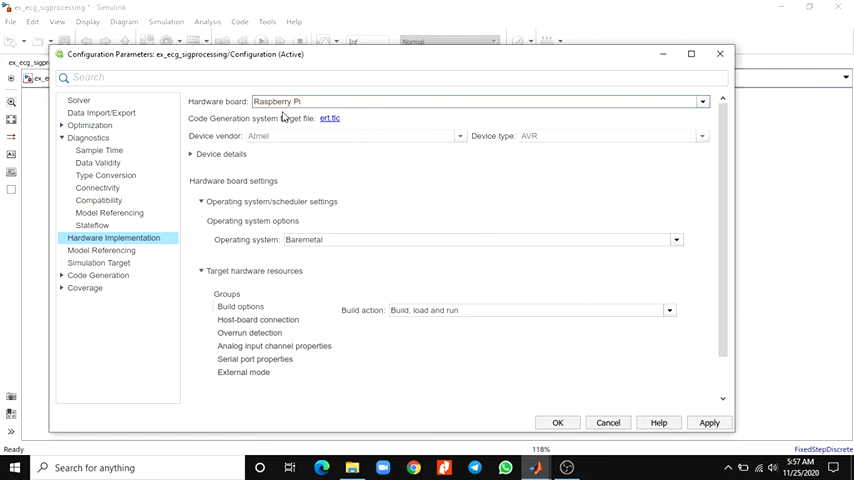 ex_ecg_sigprocessing * - Simulink
File Edit View Display Diagram Simulation Analysis Code Tools Help
Inf Normal
ex_ecg
ex_e
Configuration Parameters: ex_ecg_sigprocessing/Configuration (Active)
Search
Solver
Data Import/Export
Optimization
Diagnostics
Sample Time
Data Validity
Type Conversion
Connectivity
Compatibility
Model Referencing
Stateflow
Hardware Implementation
Model Referencing
Simulation Target
Code Generation
Coverage
Hardware board: Raspberry Pi
Code Generation system target file: ert.tlc
Device vendor: Atmel Device type: AVR
Device details
Hardware board settings
Operating system/scheduler settings
Operating system options
Operating system: Baremetal
Target hardware resources
Groups
Build options
Host-board connection
Overrun detection
Analog input channel properties
Serial port properties
External mode
Build action: Build, load and run
OK Cancel Help Apply
Ready 118% FixedStepDiscrete
Search for anything
5:57 AM
11/25/2020